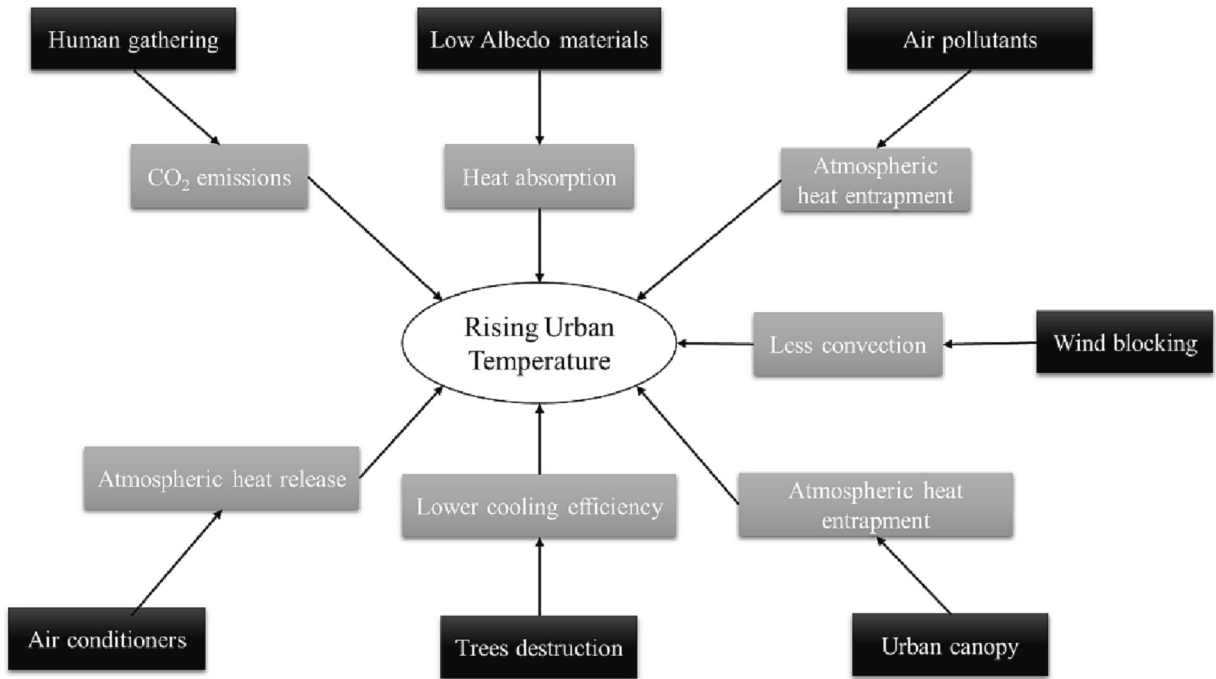 Human gathering
Low Albedo materials
Air pollutants
CO₂ emissions
Heat absorption
Atmospheric
heat entrapment
Rising Urban
Temperature
Less convection
Wind blocking
Atmospheric heat release
Lower cooling efficiency
Atmospheric heat
entrapment
Air conditioners
Trees destruction
Urban canopy